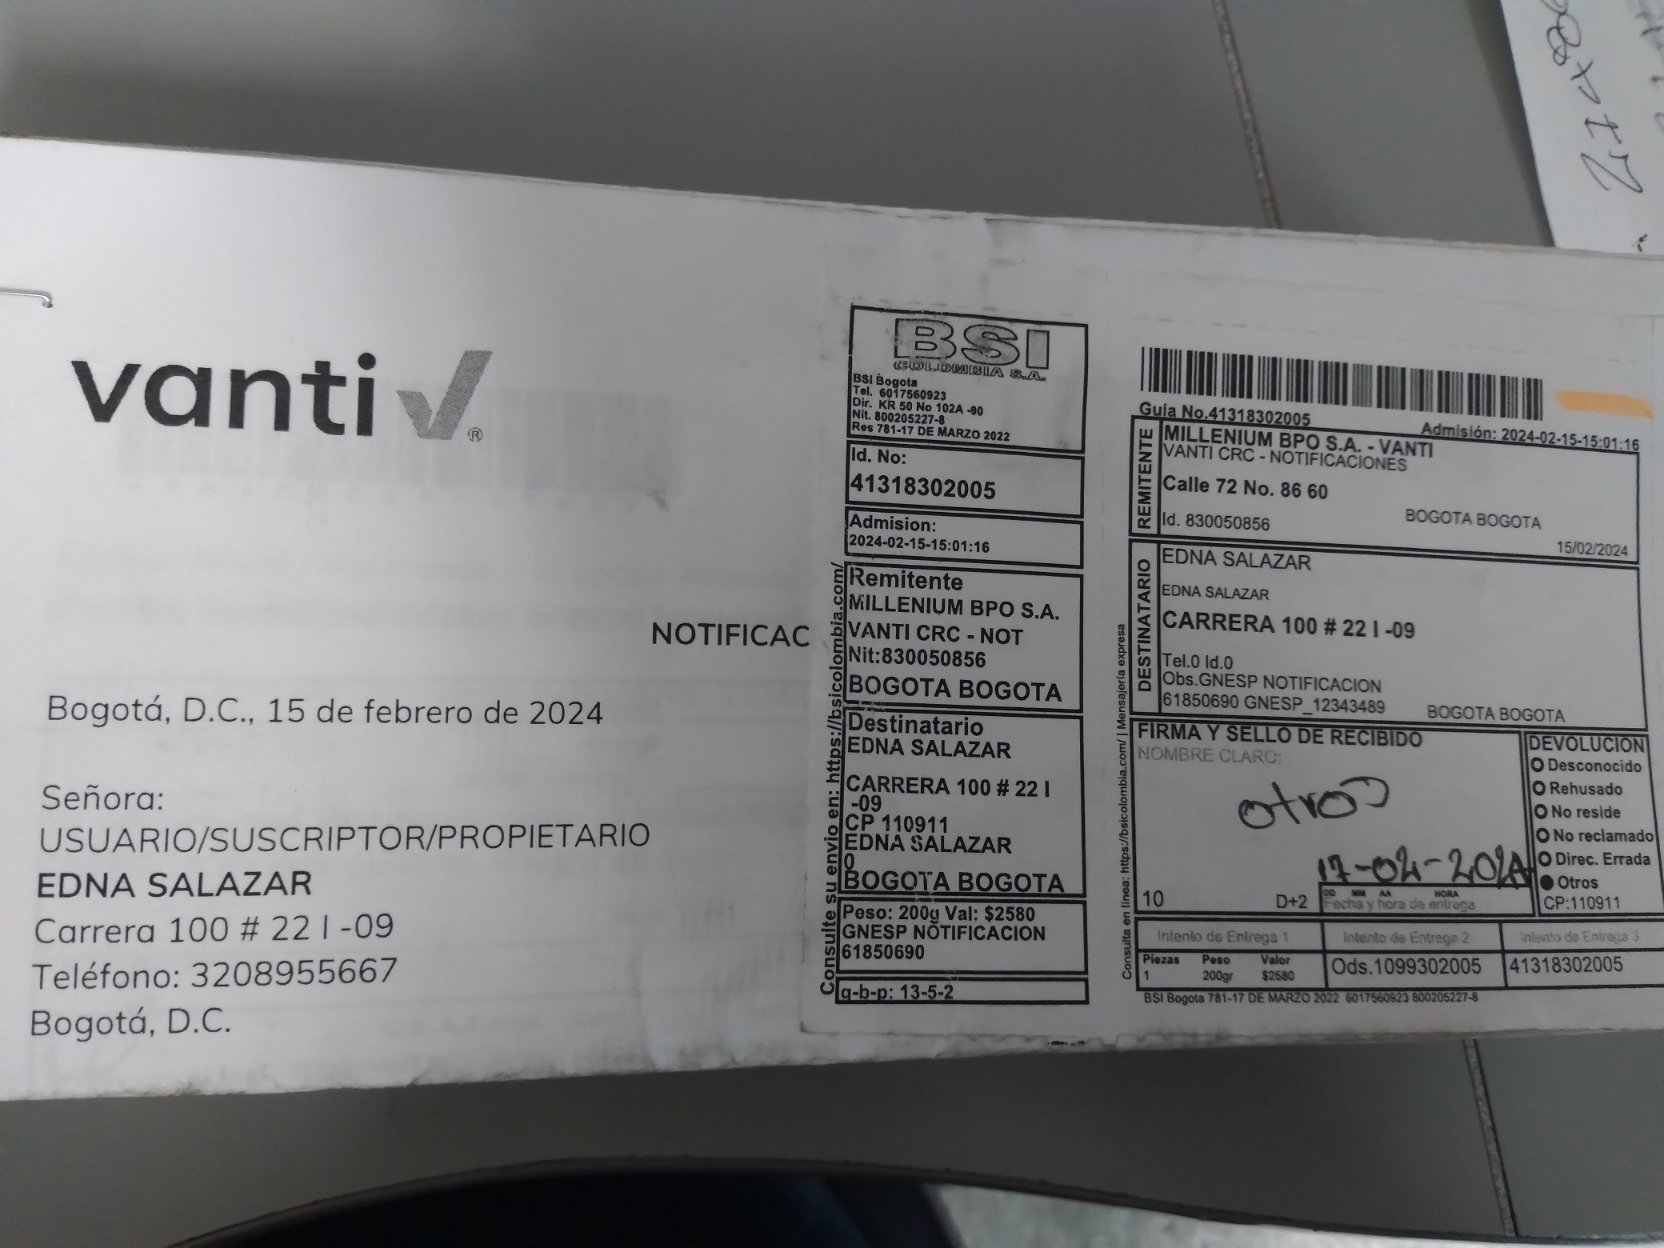 vanti
®
NOTIFICAC
Bogotá, D.C., 15 de febrero de 2024
Señora:
USUARIO/SUSCRIPTOR/PROPIETARIO
EDNA SALAZAR
Carrera 100 # 22 I -09
Teléfono: 3208955667
Bogotá, D.C.
BSI
COLOMBIA S.A.
BSI Bogota
Tel. 6017560923
Dir. KR 50 No 102A -90
Nit. 800205227-8
Res 781-17 DE MARZO 2022
Id. No:
41318302005
Admision:
2024-02-15-15:01:16
Remitente
MILLENIUM BPO S.A.
VANTI CRC - NOT
Nit:830050856
BOGOTA BOGOTA
Destinatario
EDNA SALAZAR
CARRERA 100 # 22 I
-09
CP 110911
EDNA SALAZAR
0
BOGOTA BOGOTA
Peso: 200g Val: $2580
GNESP NOTIFICACION
61850690
q-b-p: 13-5-2
Consulte su envio en: https://bsicolombia.com/
Guia No.41318302005
Admisión: 2024-02-15-15:01:16
REMITENTE
MILLENIUM BPO S.A. - VANTI
VANTI CRC - NOTIFICACIONES
Calle 72 No. 86 60
Id. 830050856
BOGOTA BOGOTA
15/02/2024
DESTINATARIO
EDNA SALAZAR
EDNA SALAZAR
CARRERA 100 # 22 I -09
Tel.0 Id.0
Obs.GNESP NOTIFICACION
61850690 GNESP_12343489
BOGOTA BOGOTA
FIRMA Y SELLO DE RECIBIDO
NOMBRE CLARO:
otros
17-02-2024
DD MM AA HORA
Fecha y hora de entrega
10
D+2
DEVOLUCION
Desconocido
Rehusado
No reside
No reclamado
Direc. Errada
Otros
CP:110911
Intento de Entrega 1
Intento de Entrega 2
Intento de Entrega 3
Piezas Peso Valor
1 200gr $2580
Ods.1099302005
41318302005
BSI Bogota 781-17 DE MARZO 2022 6017560923 800205227-8
Consulta en línea: https://bsicolombia.com/ | Mensajería expresa